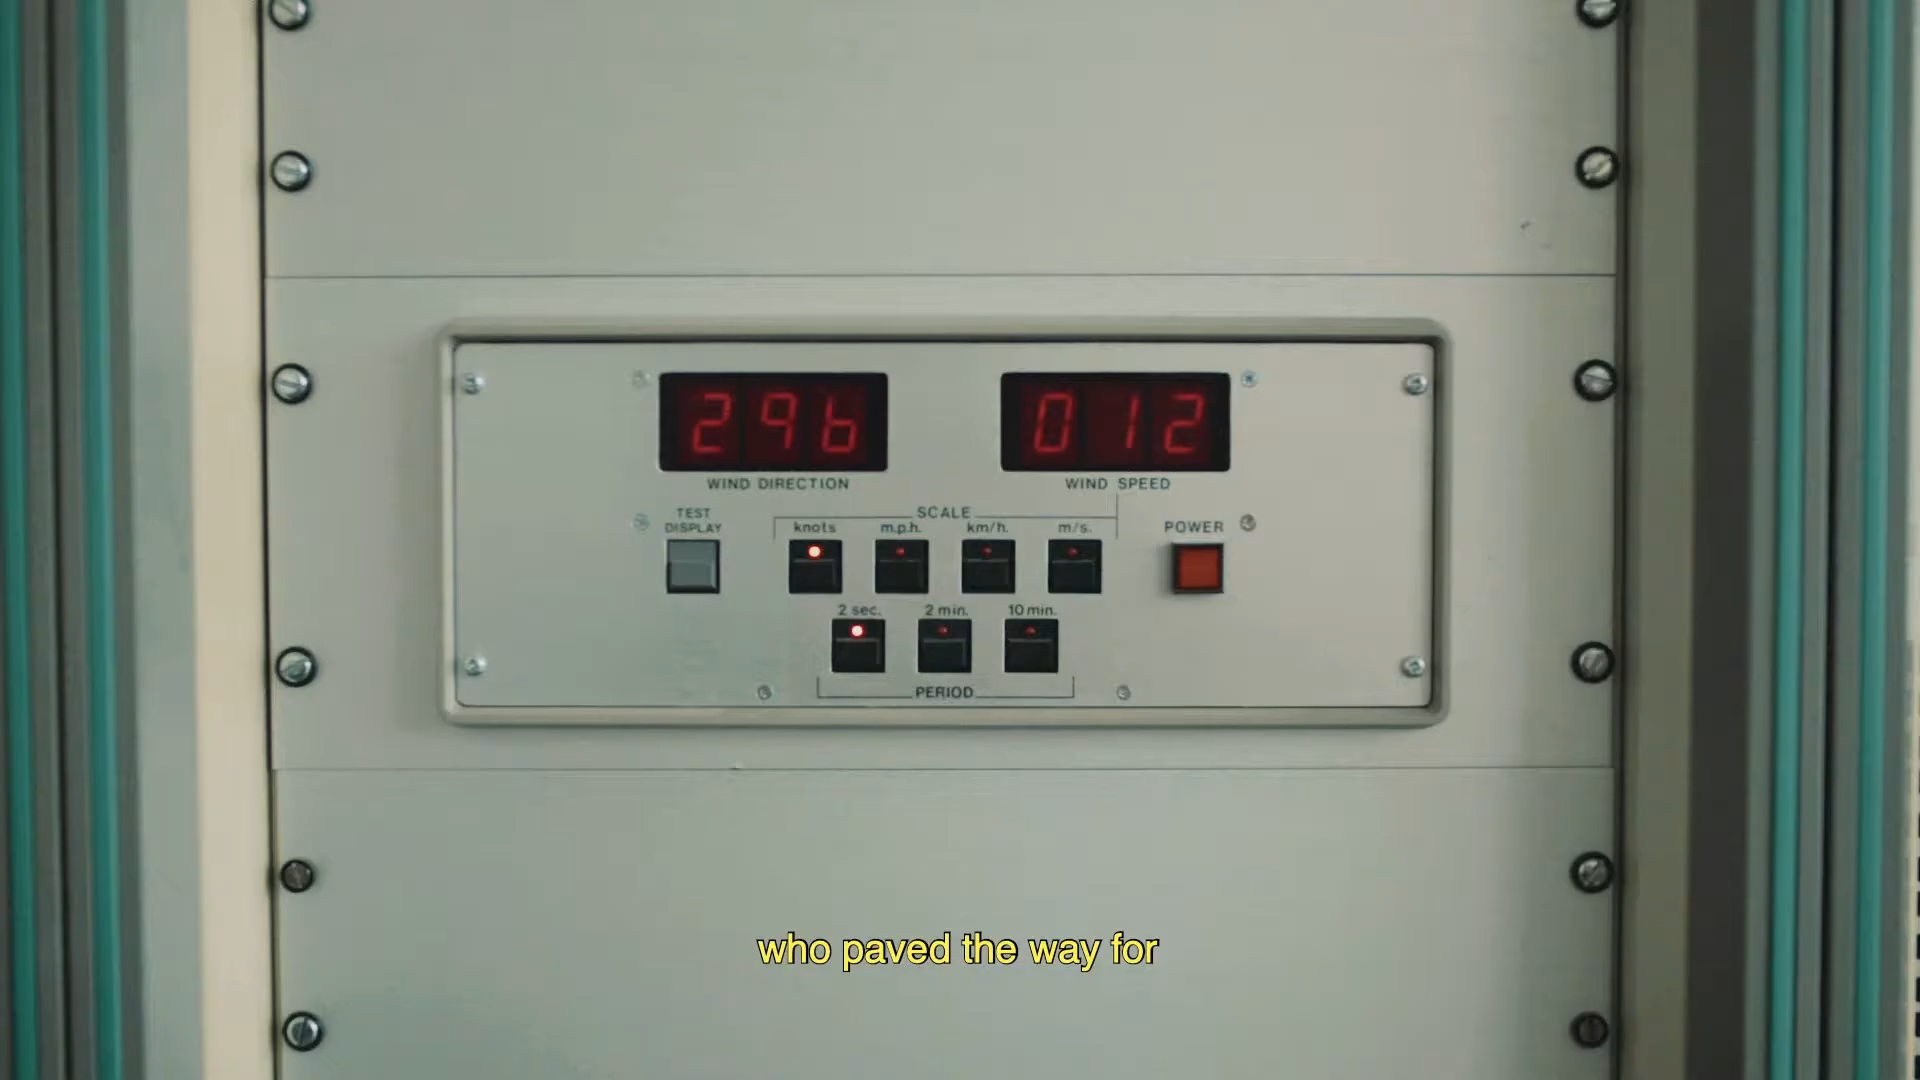 296 012
WIND DIRECTION WIND SPEED
SCALE
TEST DISPLAY knots m.p.h. km/h. m/s. POWER
2 sec. 2 min. 10 min.
PERIOD
who paved the way for